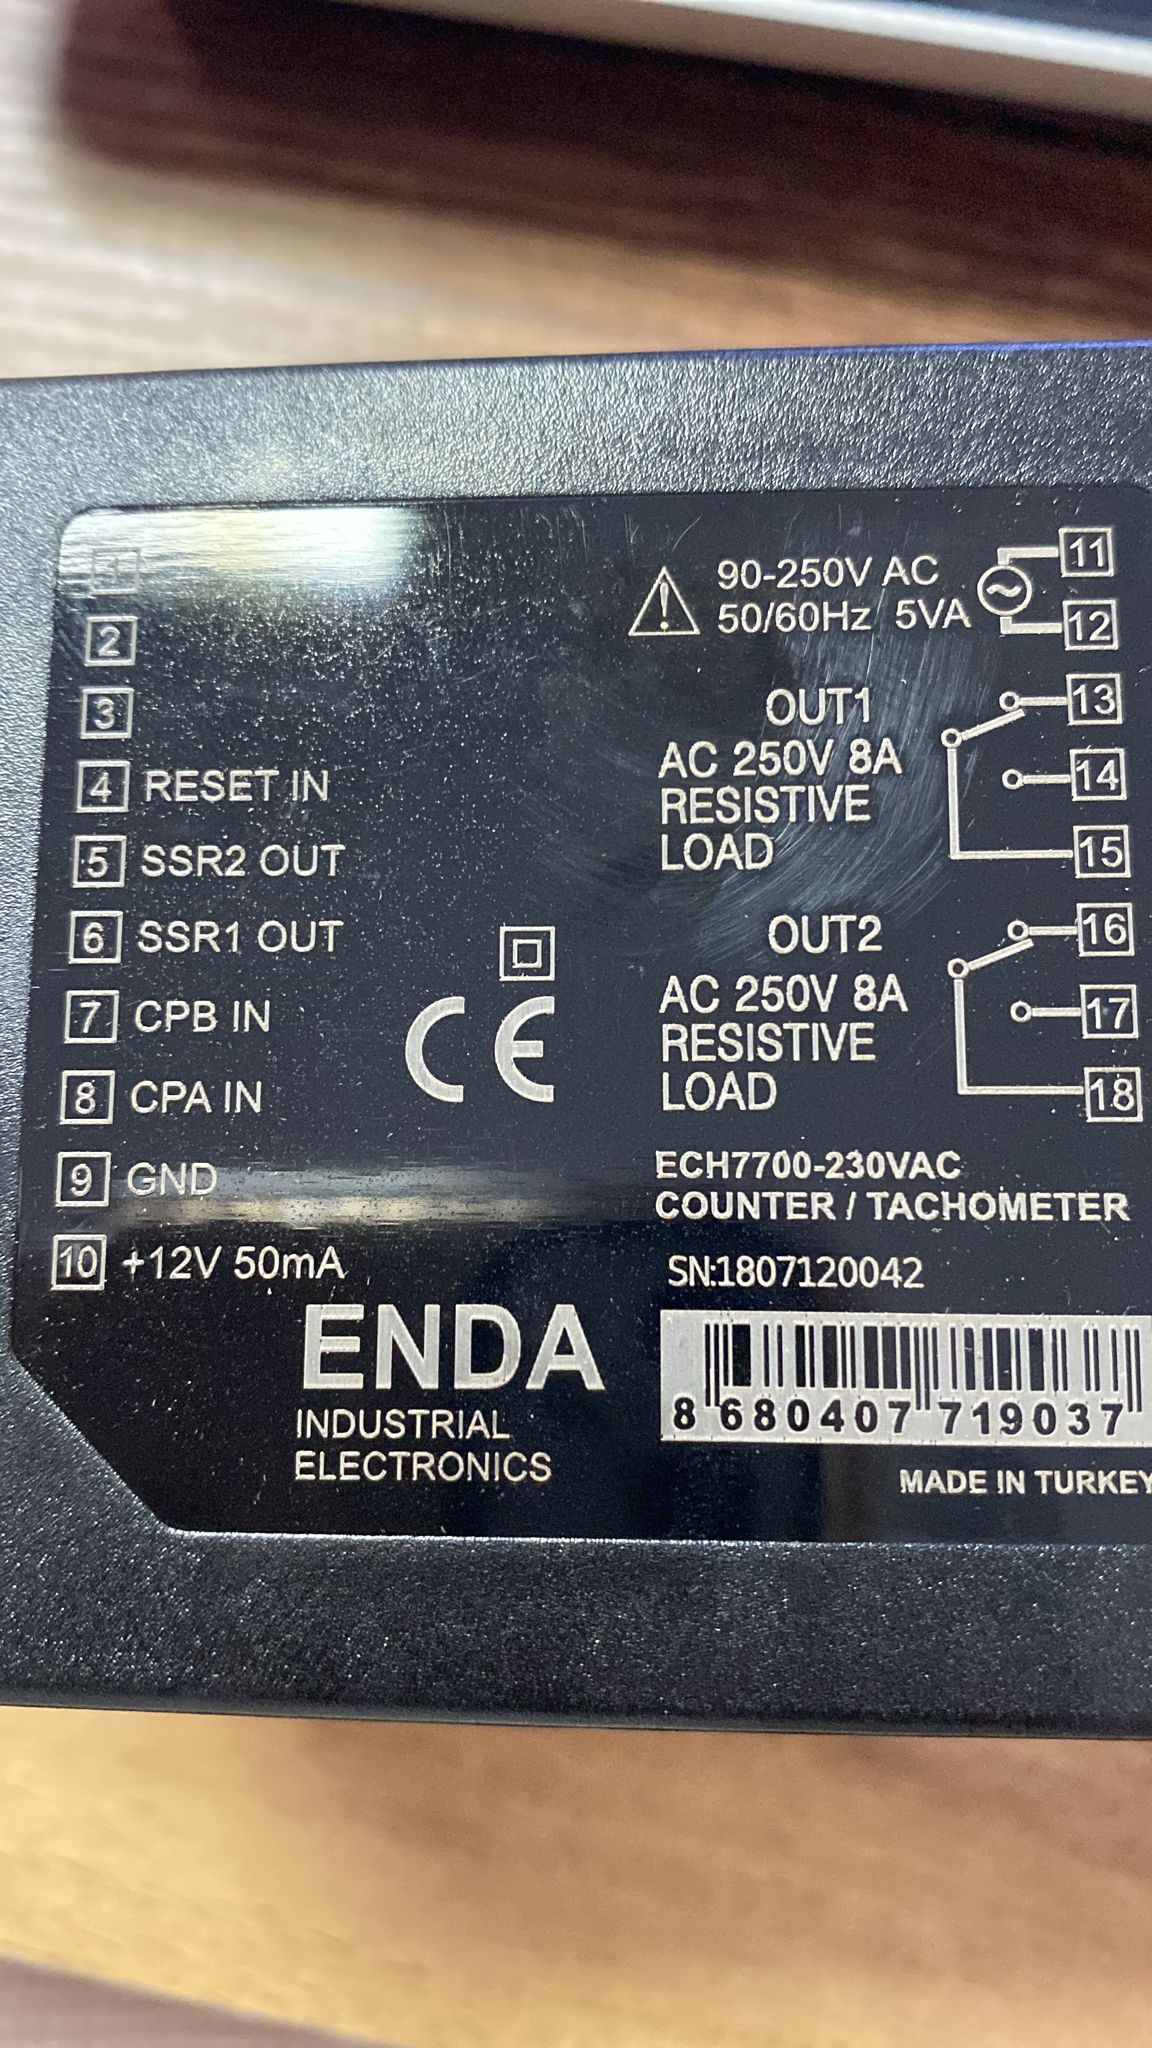 1
2
3
4 RESET IN
5 SSR2 OUT
6 SSR1 OUT
7 CPB IN
8 CPA IN
9 GND
10 +12V 50mA
CE
ENDA
INDUSTRIAL
ELECTRONICS
90-250V AC
50/60Hz 5VA
11
12
OUT1
AC 250V 8A
RESISTIVE
LOAD
13
14
15
OUT2
AC 250V 8A
RESISTIVE
LOAD
16
17
18
ECH7700-230VAC
COUNTER / TACHOMETER
SN:1807120042
8 680407 719037
MADE IN TURKEY